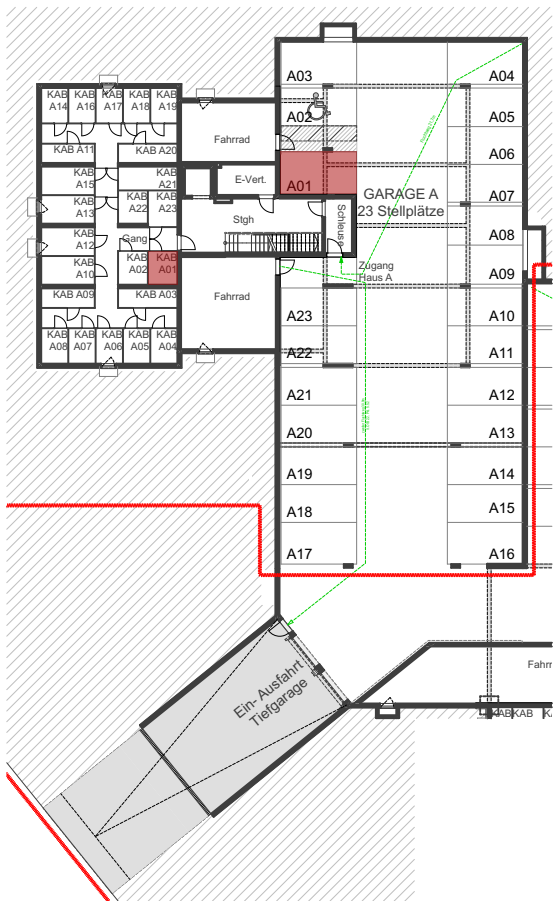 KAB
A14
KAB
A16
KAB
A17
KAB
A18
KAB
A19
KAB A11
KAB A20
KAB
A15
KAB
A21
KAB
A13
KAB
A22
KAB
A23
KAB
A12
Gang
KAB
A10
KAB
A02
KAB
A01
KAB A09
KAB A03
KAB
A08
KAB
A07
KAB
A06
KAB
A05
KAB
A04
Fahrrad
E-Vert.
Stgh
Schleuse
Fahrrad
Zugang
Haus A
GARAGE A
23 Stellplätze
A03
A02
A01
A23
A22
A21
A20
A19
A18
A17
A04
A05
A06
A07
A08
A09
A10
A11
A12
A13
A14
A15
A16
Ein- Ausfahrt
Tiefgarage
Fahrr
KAB
KAB